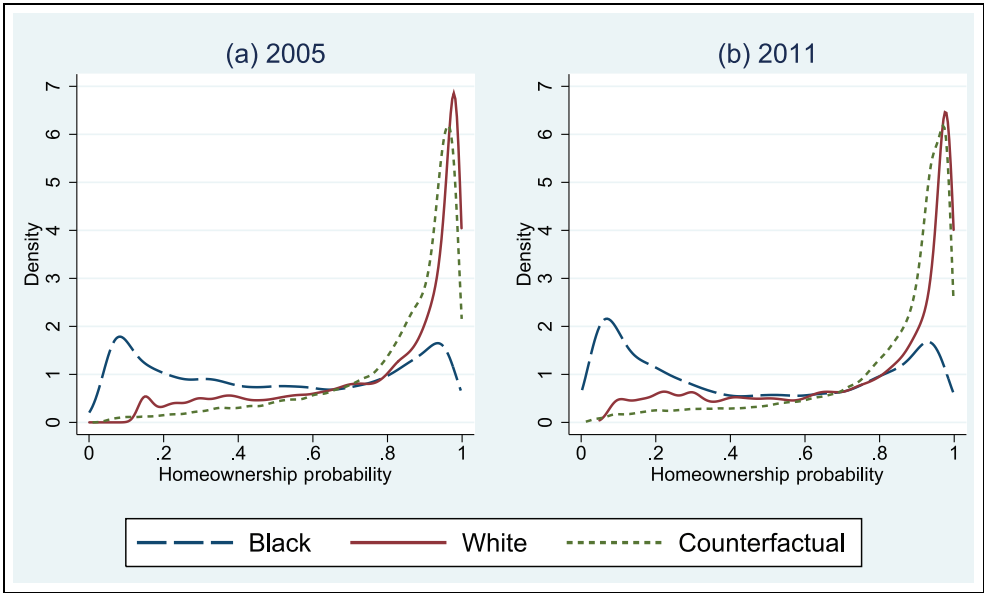 (a) 2005
Density
7
6
5
4
3
2
1
0
0 .2 .4 .6 .8 1
Homeownership probability
(b) 2011
Density
7
6
5
4
3
2
1
0
0 .2 .4 .6 .8 1
Homeownership probability
Black White Counterfactual